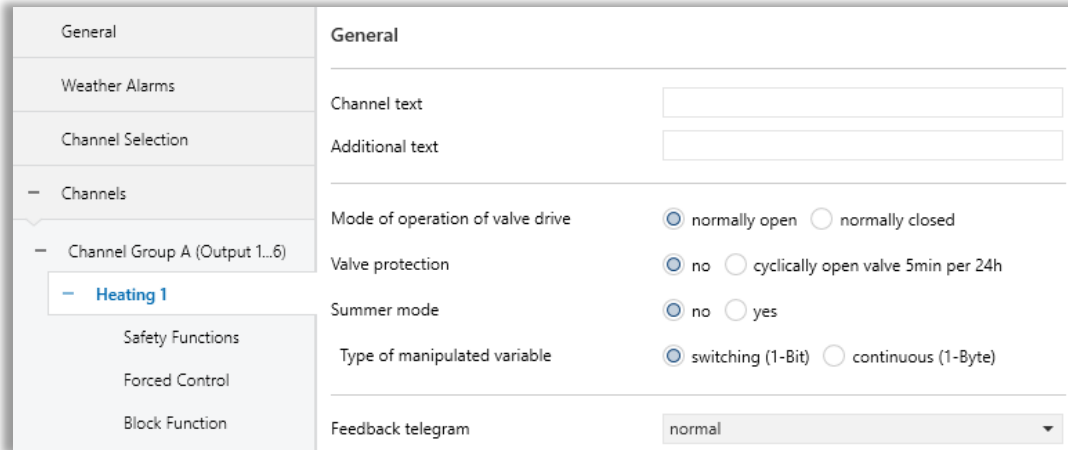 General
Weather Alarms
Channel Selection
Channels
Channel Group A (Output 1...6)
Heating 1
Safety Functions
Forced Control
Block Function
General
Channel text
Additional text
Mode of operation of valve drive normally open normally closed
Valve protection no cyclically open valve 5min per 24h
Summer mode no yes
Type of manipulated variable switching (1-Bit) continuous (1-Byte)
Feedback telegram normal